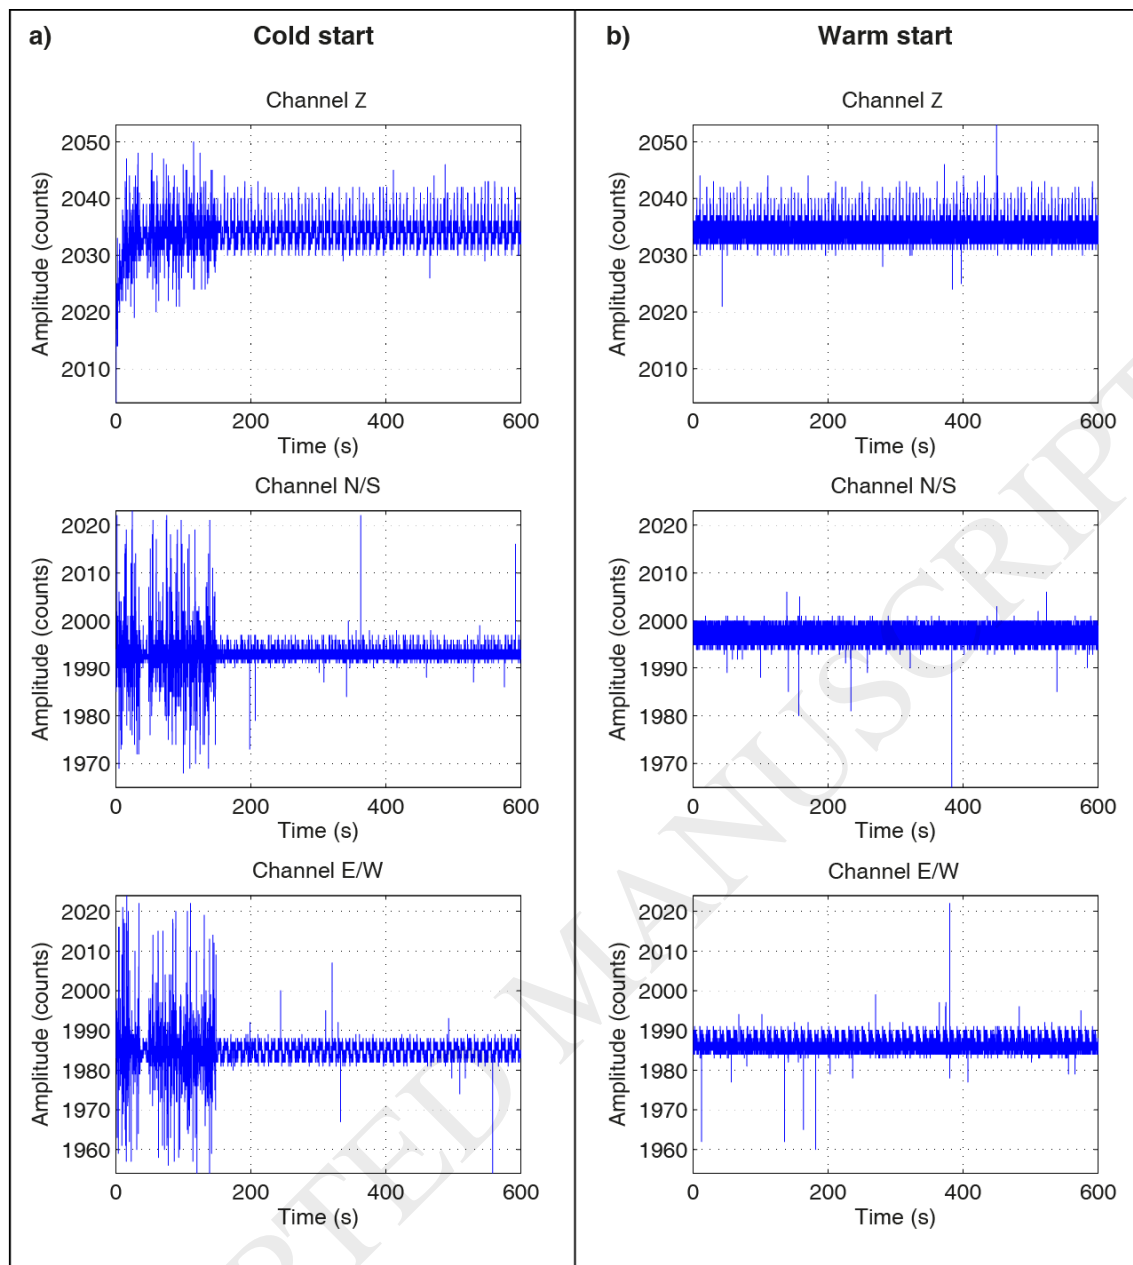 a) Cold start
Channel Z
Amplitude (counts)
2050
2040
2030
2020
2010
0 200 400 600
Time (s)
Channel N/S
Amplitude (counts)
2020
2010
2000
1990
1980
1970
0 200 400 600
Time (s)
Channel E/W
Amplitude (counts)
2020
2010
2000
1990
1980
1970
1960
0 200 400 600
Time (s)
b) Warm start
Channel Z
Amplitude (counts)
2050
2040
2030
2020
2010
0 200 400 600
Time (s)
Channel N/S
Amplitude (counts)
2020
2010
2000
1990
1980
1970
0 200 400 600
Time (s)
Channel E/W
Amplitude (counts)
2020
2010
2000
1990
1980
1970
1960
0 200 400 600
Time (s)
RTED MANUSCRIPT